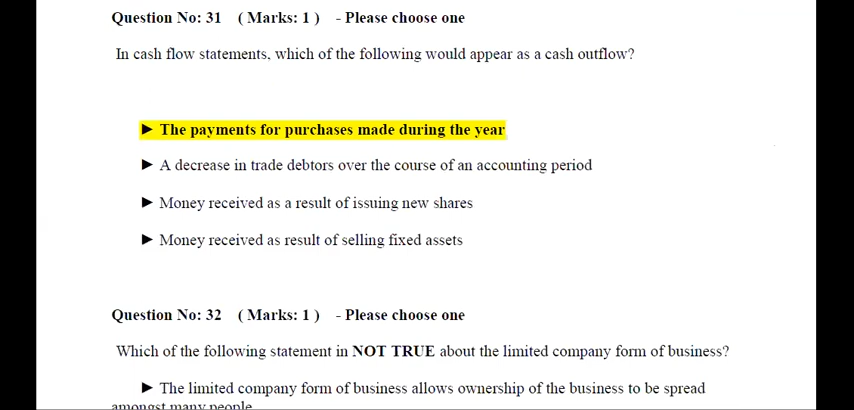 Question No: 31 ( Marks: 1 ) - Please choose one
In cash flow statements, which of the following would appear as a cash outflow?
► The payments for purchases made during the year
► A decrease in trade debtors over the course of an accounting period
► Money received as a result of issuing new shares
► Money received as result of selling fixed assets
Question No: 32 ( Marks: 1 ) - Please choose one
Which of the following statement in NOT TRUE about the limited company form of business?
► The limited company form of business allows ownership of the business to be spread
amongst many people